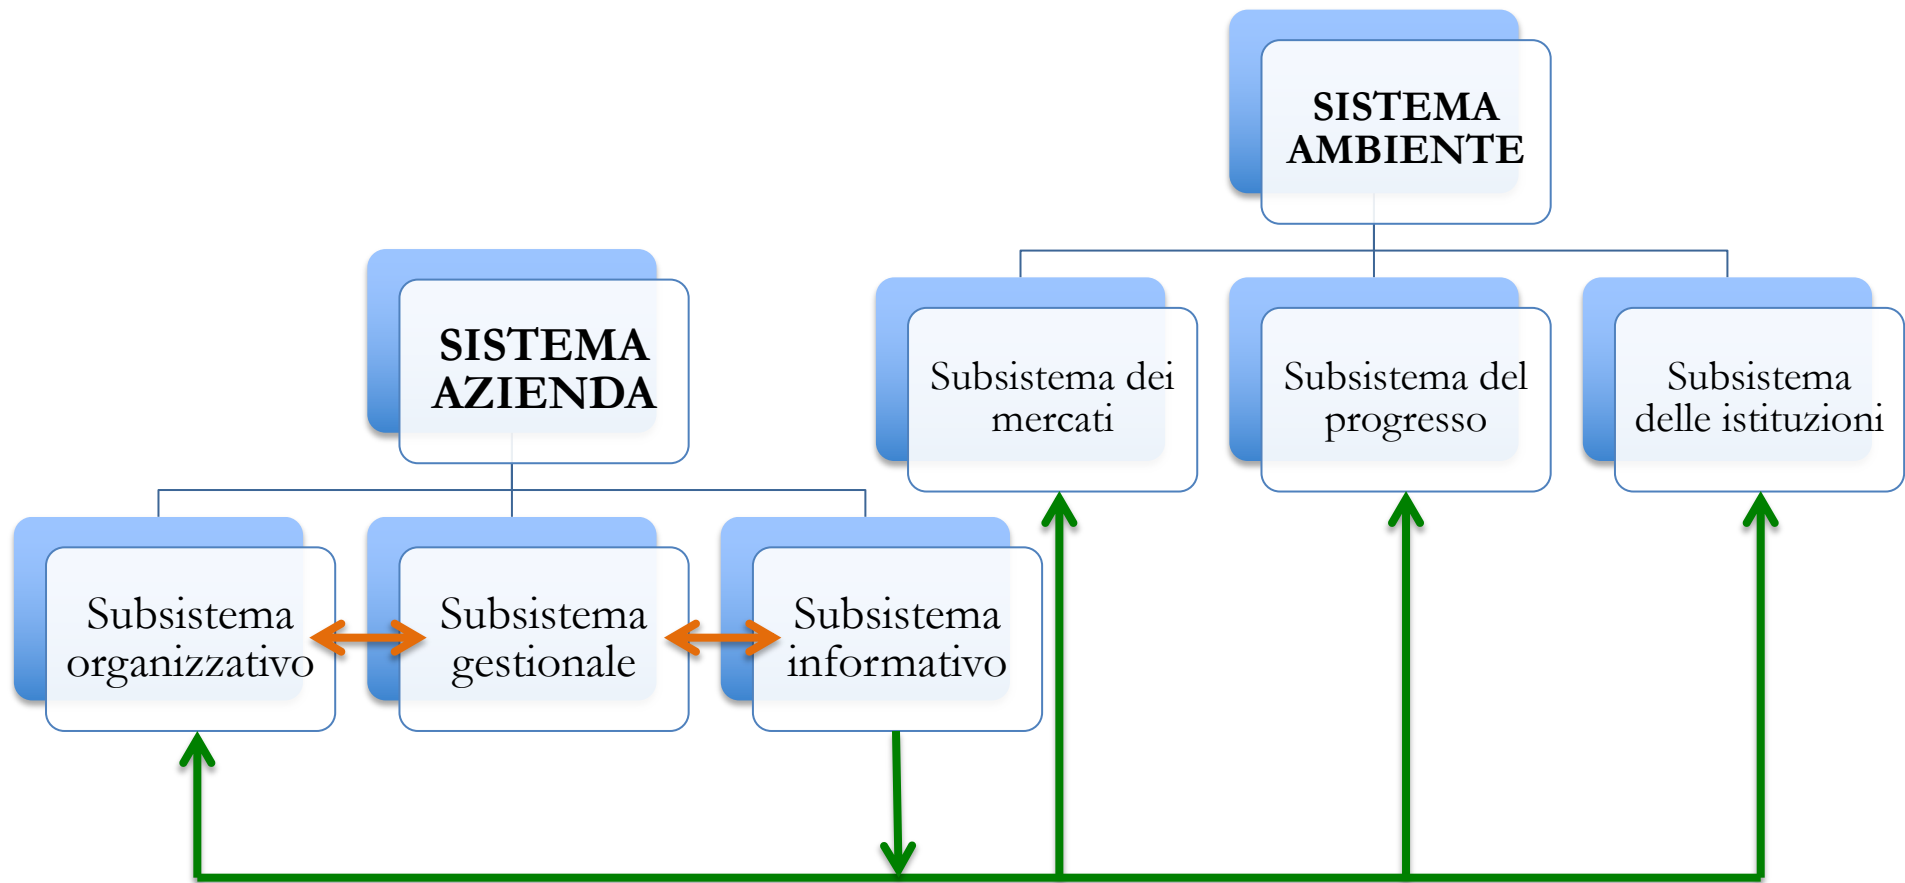 SISTEMA
AMBIENTE
SISTEMA
AZIENDA
Subsistema dei
mercati
Subsistema del
progresso
Subsistema
delle istituzioni
Subsistema
organizzativo
Subsistema
gestionale
Subsistema
informativo